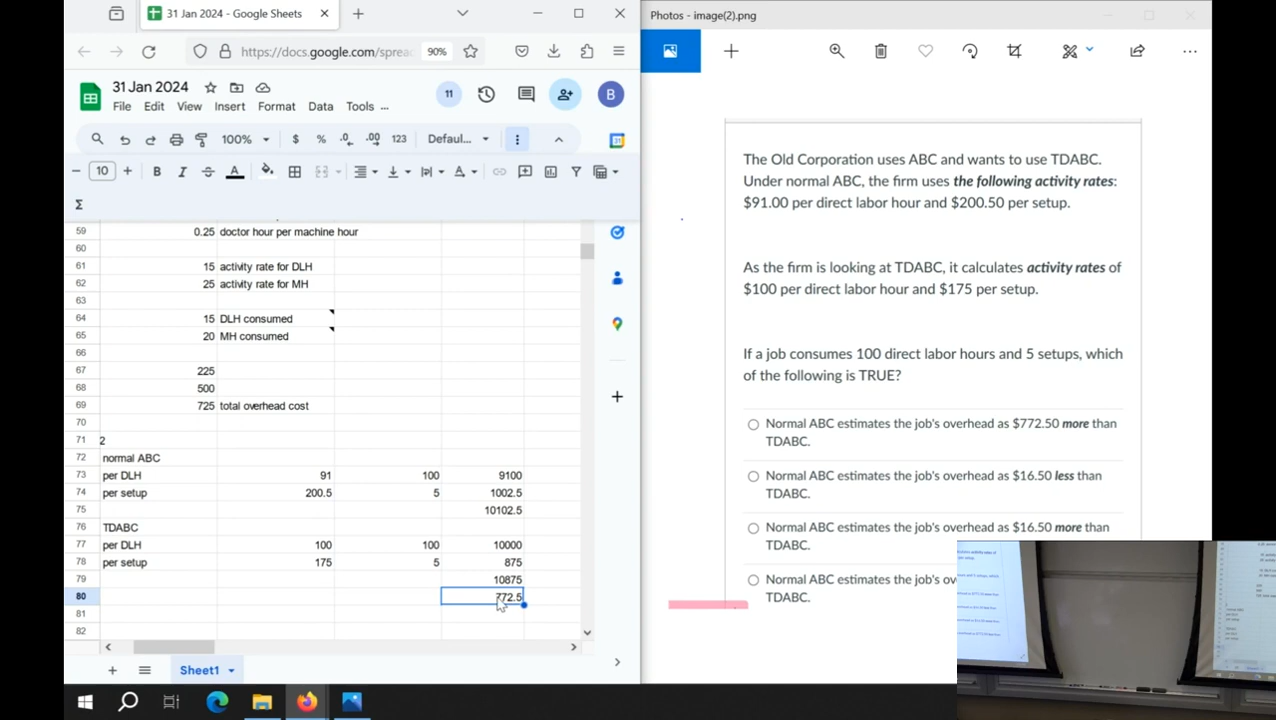 31 Jan 2024 - Google Sheets
https://docs.google.com/sprea
90%
31 Jan 2024
File Edit View Insert Format Data Tools ...
11
B
100% $ % .0 .00 123 Defaul...
10 B I S A
Σ
59 0.25 doctor hour per machine hour
60
61 15 activity rate for DLH
62 25 activity rate for MH
63
64 15 DLH consumed
65 20 MH consumed
66
67 225
68 500
69 725 total overhead cost
70
71 2
72 normal ABC
73 per DLH 91 100 9100
74 per setup 200.5 5 1002.5
75 10102.5
76 TDABC
77 per DLH 100 100 10000
78 per setup 175 5 875
79 10875
80 772.5
81
82
Sheet1
Photos - image(2).png
The Old Corporation uses ABC and wants to use TDABC.
Under normal ABC, the firm uses the following activity rates:
$91.00 per direct labor hour and $200.50 per setup.
As the firm is looking at TDABC, it calculates activity rates of
$100 per direct labor hour and $175 per setup.
If a job consumes 100 direct labor hours and 5 setups, which
of the following is TRUE?
Normal ABC estimates the job's overhead as $772.50 more than
TDABC.
Normal ABC estimates the job's overhead as $16.50 less than
TDABC.
Normal ABC estimates the job's overhead as $16.50 more than
TDABC.
Normal ABC estimates the job's ov
TDABC.